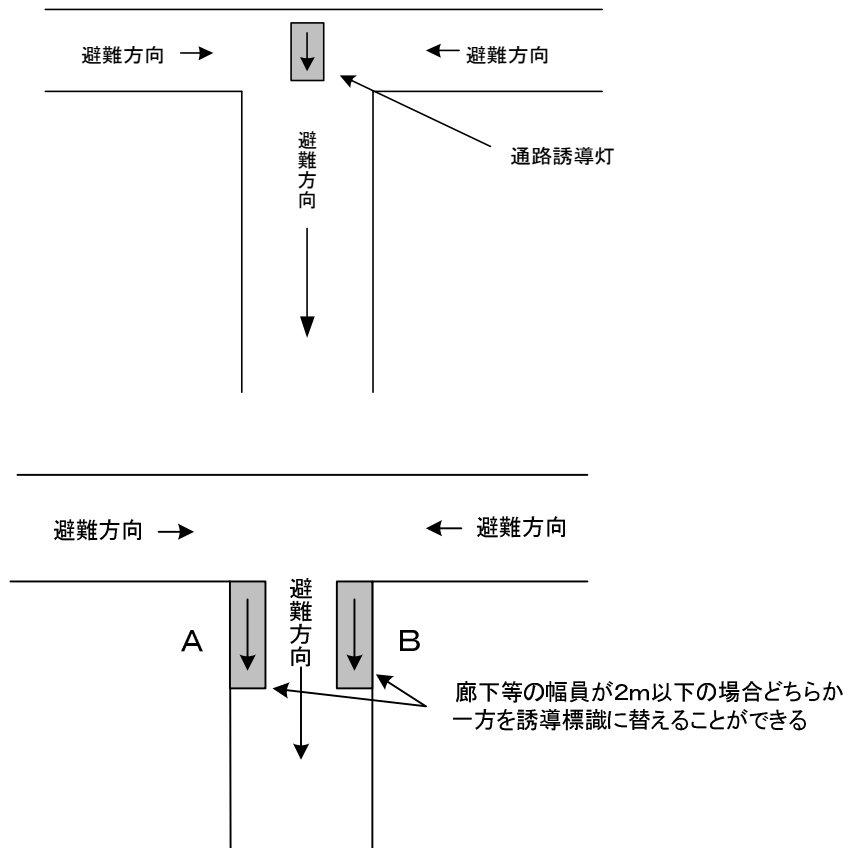 避難方向
避難方向
避難方向
通路誘導灯
避難方向
避難方向
避難方向
A
B
廊下等の幅員が2m以下の場合どちらか
一方を誘導標識に替えることができる